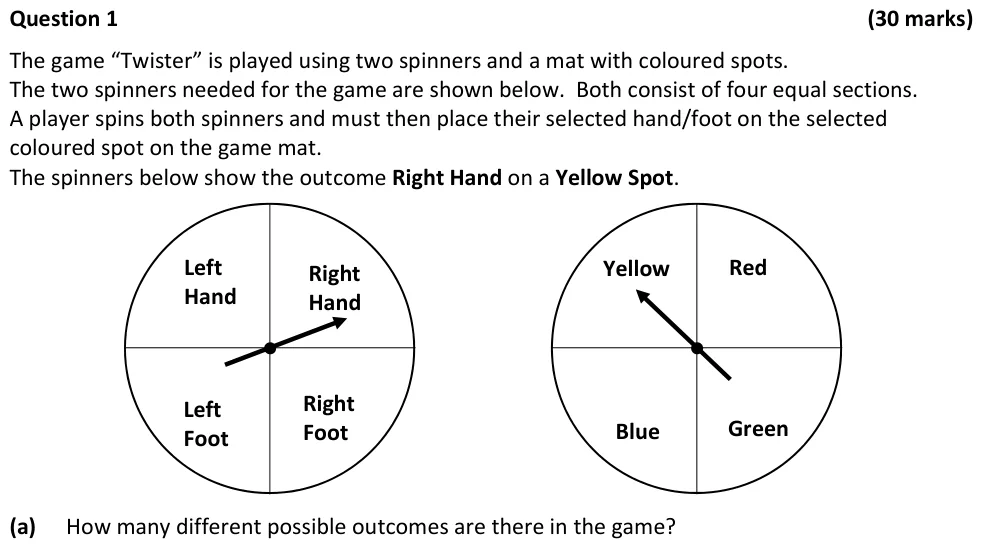 Question 1 (30 marks)
The game “Twister” is played using two spinners and a mat with coloured spots.
The two spinners needed for the game are shown below.  Both consist of four equal sections.
A player spins both spinners and must then place their selected hand/foot on the selected
coloured spot on the game mat.
The spinners below show the outcome Right Hand on a Yellow Spot.
Left
Hand
Right
Hand
Left
Foot
Right
Foot
Yellow
Red
Blue
Green
(a) How many different possible outcomes are there in the game?